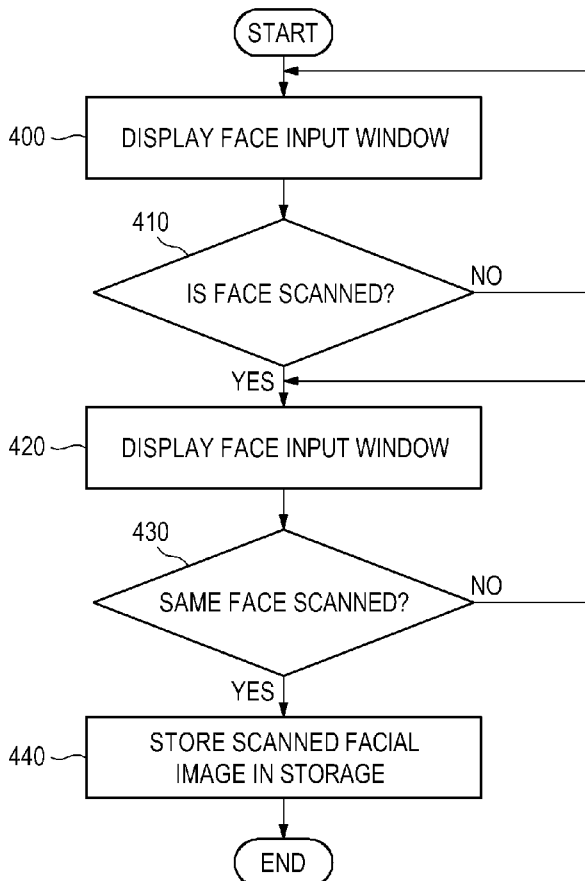 START
400
DISPLAY FACE INPUT WINDOW
410
IS FACE SCANNED?
NO
YES
420
DISPLAY FACE INPUT WINDOW
430
SAME FACE SCANNED?
NO
YES
440
STORE SCANNED FACIAL
IMAGE IN STORAGE
END